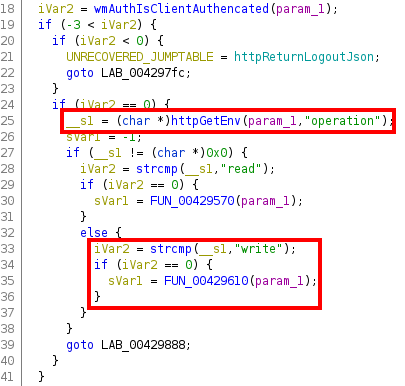 18 iVar2 = wmAuthIsClientAuthencated(param_1);
19 if (-3 < iVar2) {
20 if (iVar2 < 0) {
21 UNRECOVERED_JUMPTABLE = httpReturnLogoutJson;
22 goto LAB_004297fc;
23 }
24 if (iVar2 == 0) {
25 __s1 = (char *)httpGetEnv(param_1,"operation");
26 sVar1 = -1;
27 if (__s1 != (char *)0x0) {
28 iVar2 = strcmp(__s1,"read");
29 if (iVar2 == 0) {
30 sVar1 = FUN_00429570(param_1);
31 }
32 else {
33 iVar2 = strcmp(__s1,"write");
34 if (iVar2 == 0) {
35 sVar1 = FUN_00429610(param_1);
36 }
37 }
38 }
39 goto LAB_00429888;
40 }
41 }